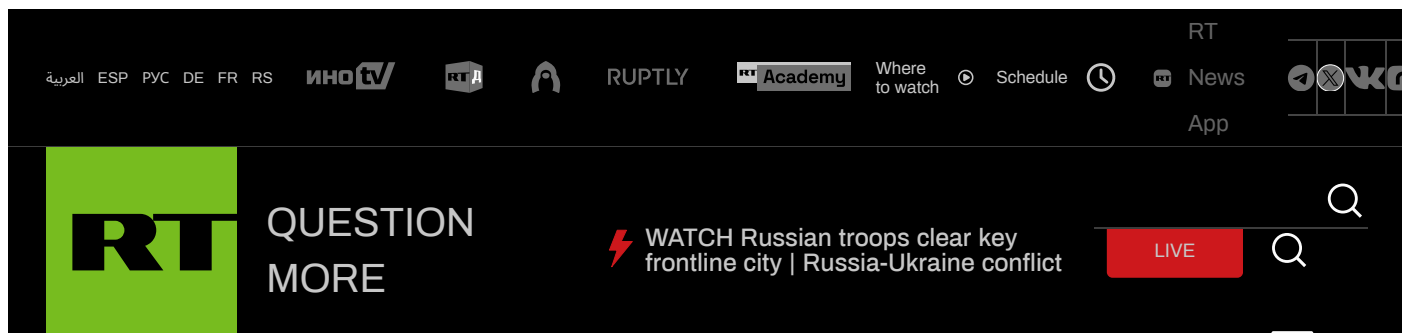 العربية ESP РУС DE FR RS ИНО tv RT Д RUPTLY RT Academy Where to watch Schedule RT RT News App
RT
QUESTION MORE
WATCH Russian troops clear key
frontline city | Russia-Ukraine conflict
LIVE